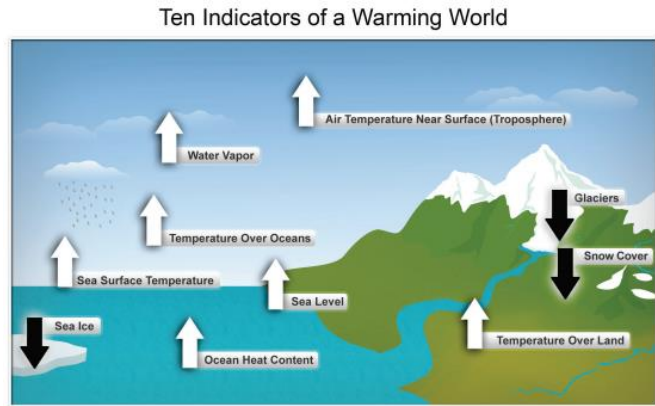 Ten Indicators of a Warming World
Air Temperature Near Surface (Troposphere)
Water Vapor
Glaciers
Temperature Over Oceans
Snow Cover
Sea Surface Temperature
Sea Level
Sea Ice
Temperature Over Land
Ocean Heat Content